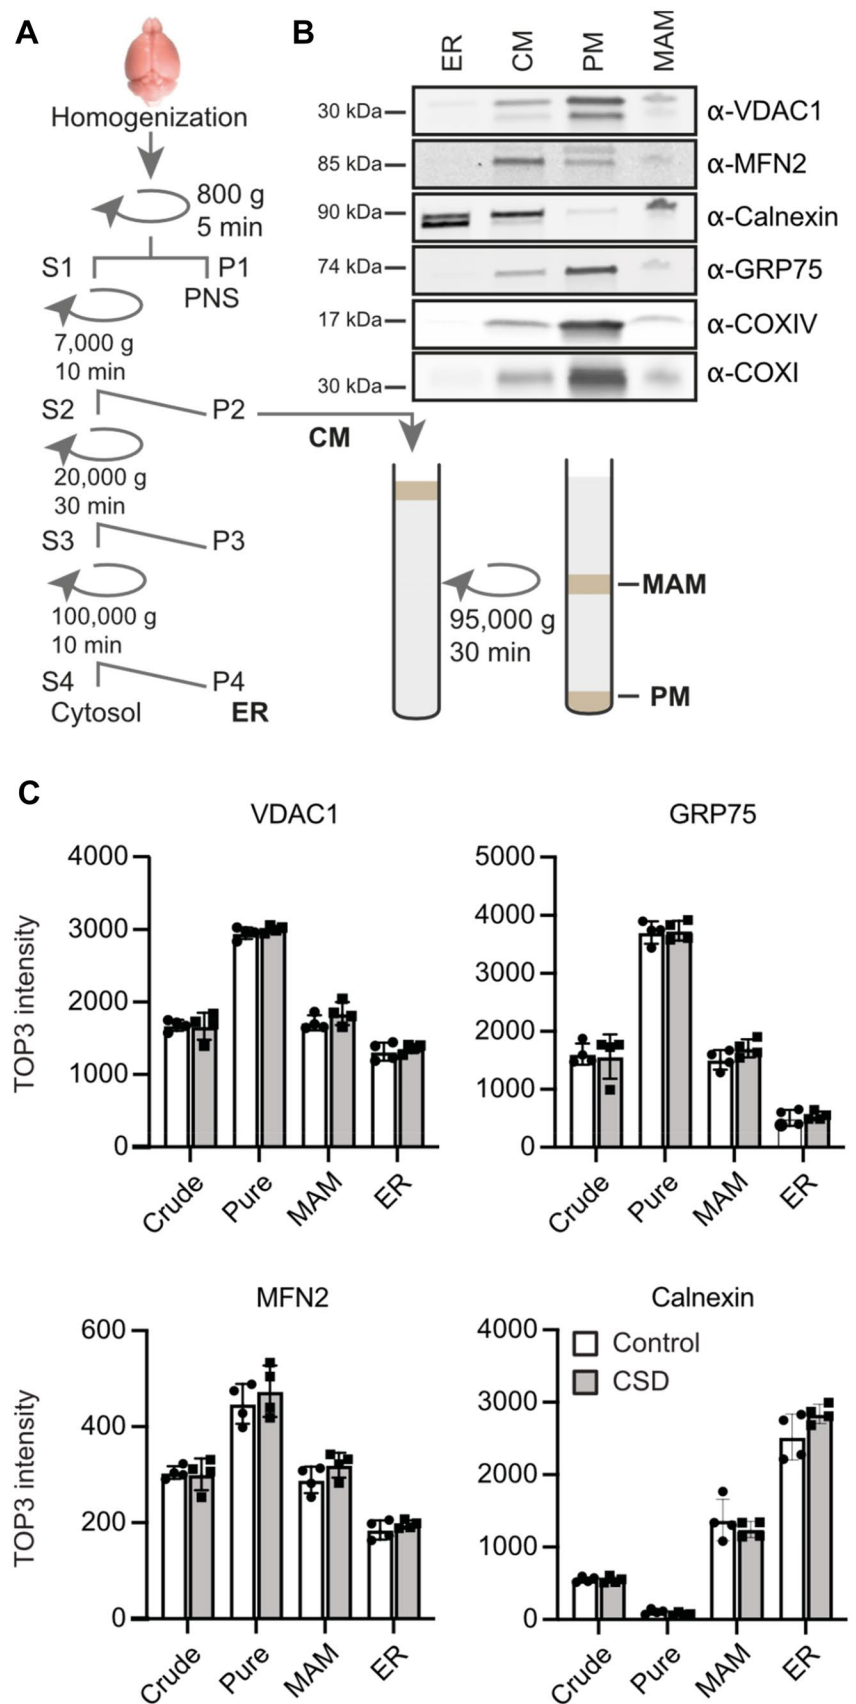 A
Homogenization
800 g
5 min
S1
P1
PNS
7,000 g
10 min
S2
P2
CM
20,000 g
30 min
S3
P3
100,000 g
10 min
S4
P4
Cytosol
ER
95,000 g
30 min
MAM
PM
B
ER
CM
PM
MAM
30 kDa
α-VDAC1
85 kDa
α-MFN2
90 kDa
α-Calnexin
74 kDa
α-GRP75
17 kDa
α-COXIV
30 kDa
α-COXI
C
VDAC1
TOP3 intensity
4000
3000
2000
1000
0
Crude
Pure
MAM
ER
GRP75
5000
4000
3000
2000
1000
0
Crude
Pure
MAM
ER
MFN2
TOP3 intensity
600
400
200
0
Crude
Pure
MAM
ER
Calnexin
4000
3000
2000
1000
0
Control
CSD
Crude
Pure
MAM
ER